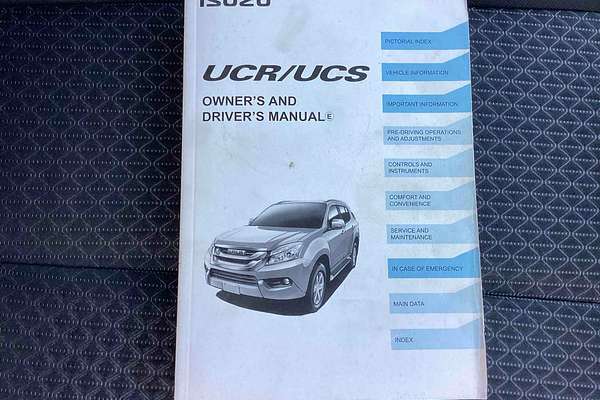 ISUZU
UCR/UCS
OWNER'S AND
DRIVER'S MANUAL E
PICTORIAL INDEX
VEHICLE INFORMATION
IMPORTANT INFORMATION
PRE-DRIVING OPERATIONS
AND ADJUSTMENTS
CONTROLS AND
INSTRUMENTS
COMFORT AND
CONVENIENCE
SERVICE AND
MAINTENANCE
IN CASE OF EMERGENCY
MAIN DATA
INDEX